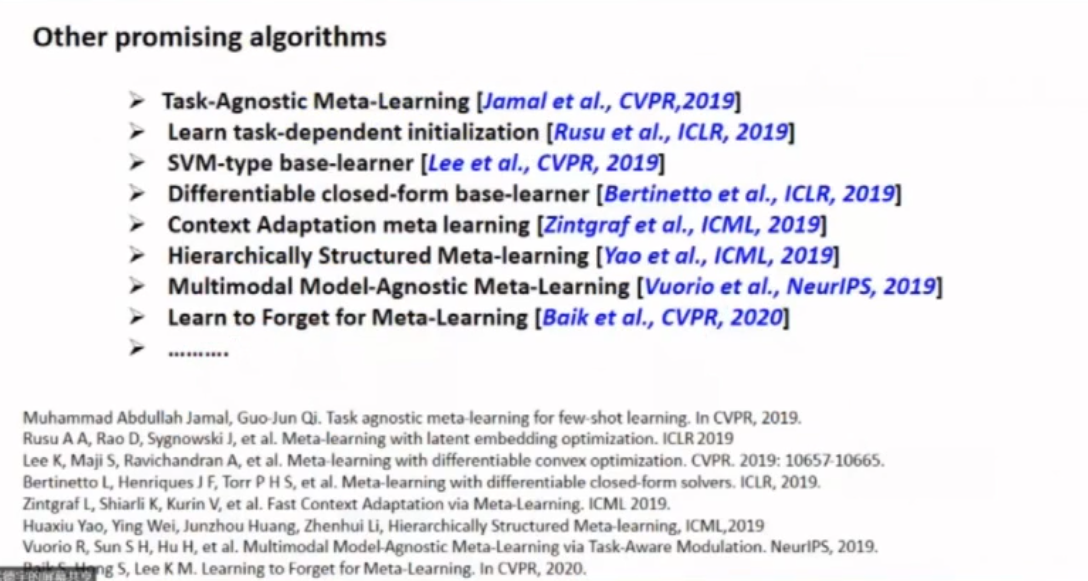 Other promising algorithms
➤ Task-Agnostic Meta-Learning [Jamal et al., CVPR,2019]
➤ Learn task-dependent initialization [Rusu et al., ICLR, 2019]
➤ SVM-type base-learner [Lee et al., CVPR, 2019]
➤ Differentiable closed-form base-learner [Bertinetto et al., ICLR, 2019]
➤ Context Adaptation meta learning [Zintgraf et al., ICML, 2019]
➤ Hierarchically Structured Meta-learning [Yao et al., ICML, 2019]
➤ Multimodal Model-Agnostic Meta-Learning [Vuorio et al., NeurIPS, 2019]
➤ Learn to Forget for Meta-Learning [Baik et al., CVPR, 2020]
➤ ..........
Muhammad Abdullah Jamal, Guo-Jun Qi. Task agnostic meta-learning for few-shot learning. In CVPR, 2019.
Rusu A A, Rao D, Sygnowski J, et al. Meta-learning with latent embedding optimization. ICLR 2019
Lee K, Maji S, Ravichandran A, et al. Meta-learning with differentiable convex optimization. CVPR. 2019: 10657-10665.
Bertinetto L, Henriques J F, Torr P H S, et al. Meta-learning with differentiable closed-form solvers. ICLR, 2019.
Zintgraf L, Shiarli K, Kurin V, et al. Fast Context Adaptation via Meta-Learning. ICML 2019.
Huaxiu Yao, Ying Wei, Junzhou Huang, Zhenhui Li, Hierarchically Structured Meta-learning, ICML,2019
Vuorio R, Sun S H, Hu H, et al. Multimodal Model-Agnostic Meta-Learning via Task-Aware Modulation. NeurIPS, 2019.
Baik S, Hong S, Lee K M. Learning to Forget for Meta-Learning. In CVPR, 2020.